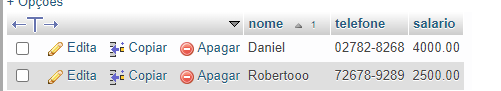 + Opções
nome 1 telefone salario
Edita Copiar Apagar Daniel 02782-8268 4000.00
Edita Copiar Apagar Robertooo 72678-9289 2500.00